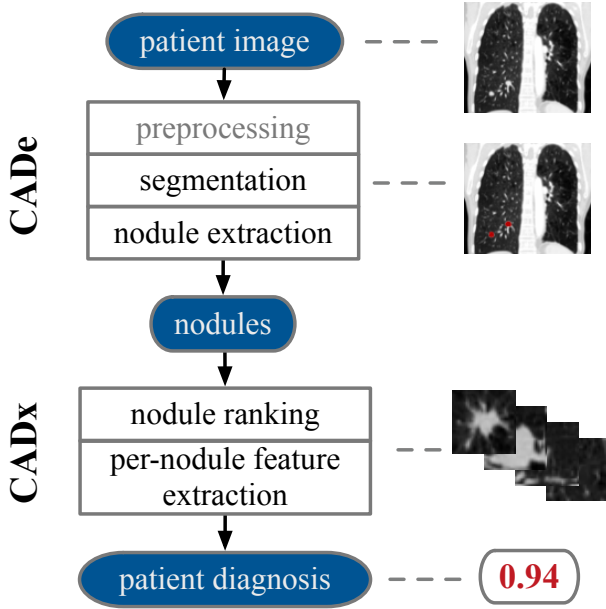 patient image
CADe
preprocessing
segmentation
nodule extraction
nodules
CADx
nodule ranking
per-nodule feature
extraction
patient diagnosis
0.94